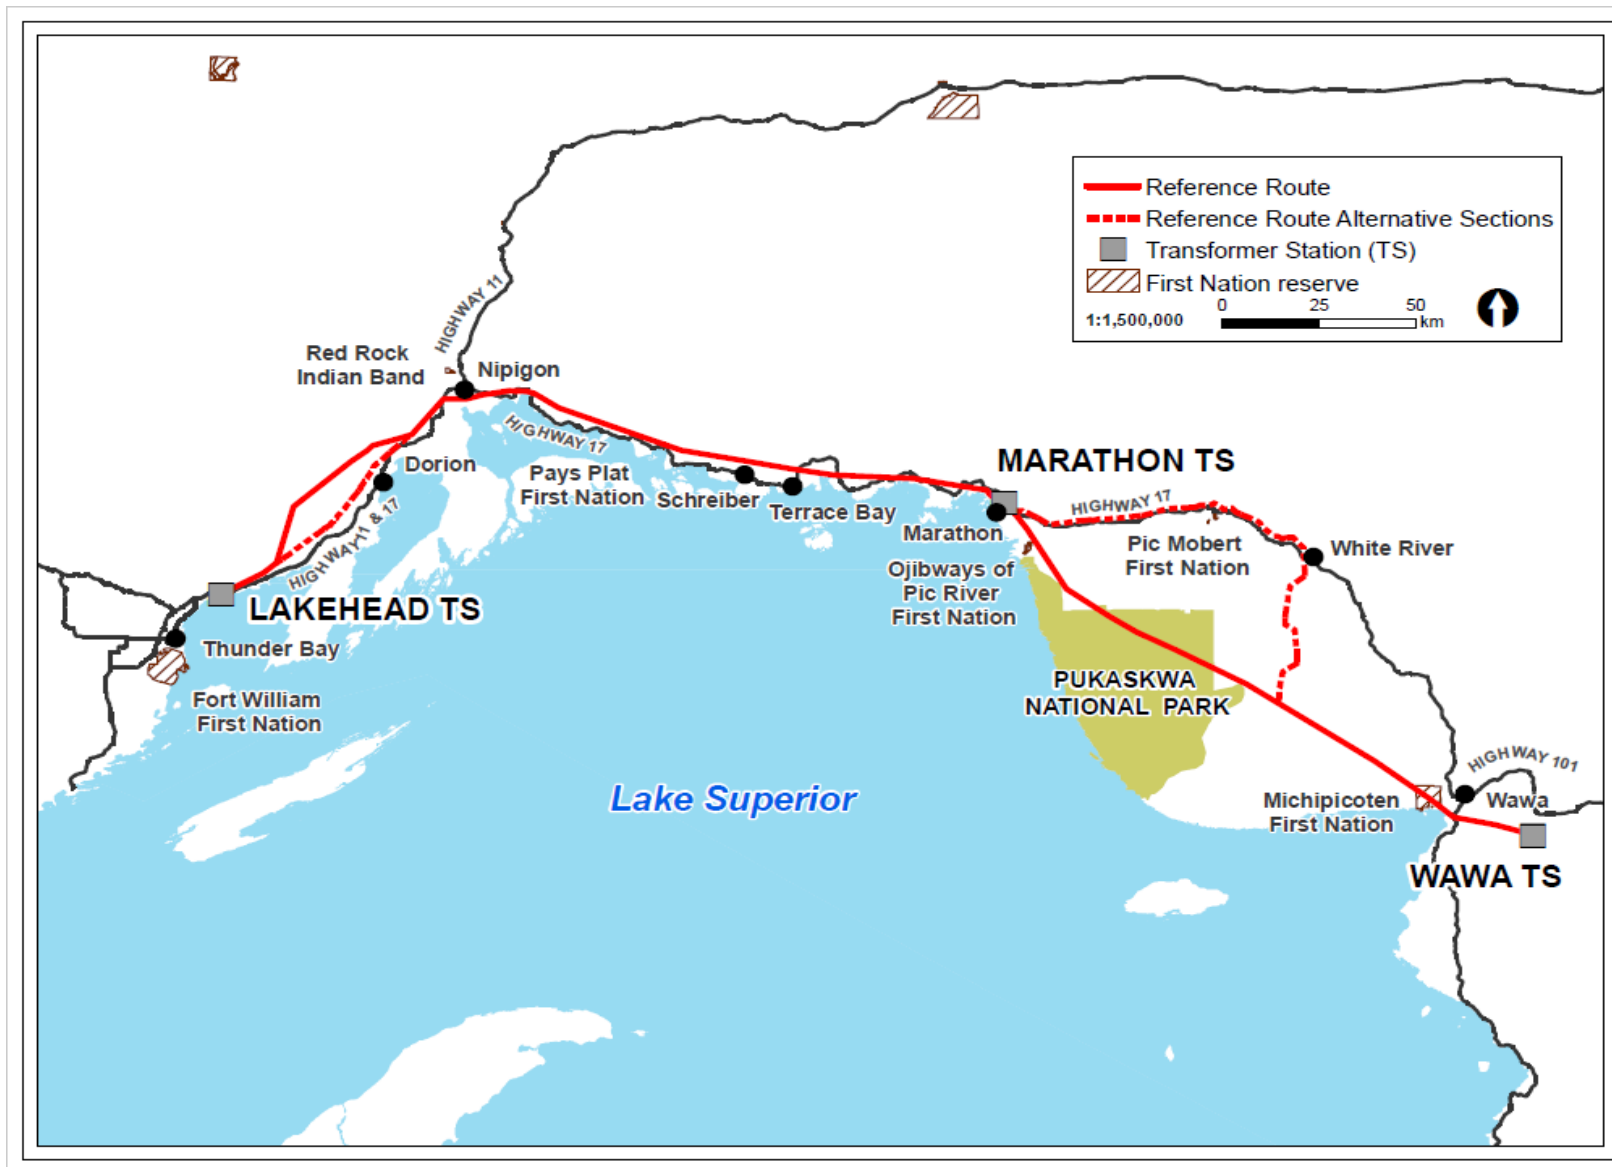 Reference Route
Reference Route Alternative Sections
Transformer Station (TS)
First Nation reserve
0 25 50
1:1,500,000
km
HIGHWAY 11
Red Rock
Indian Band
Nipigon
HIGHWAY 17
Dorion
Pays Plat
First Nation
Schreiber
Terrace Bay
MARATHON TS
HIGHWAY 17
Marathon
Pic Mobert
First Nation
White River
Ojibways of
Pic River
First Nation
HIGHWAY11 & 17
LAKEHEAD TS
Thunder Bay
Fort William
First Nation
PUKASKWA
NATIONAL PARK
Lake Superior
HIGHWAY 101
Michipicoten
First Nation
Wawa
WAWA TS